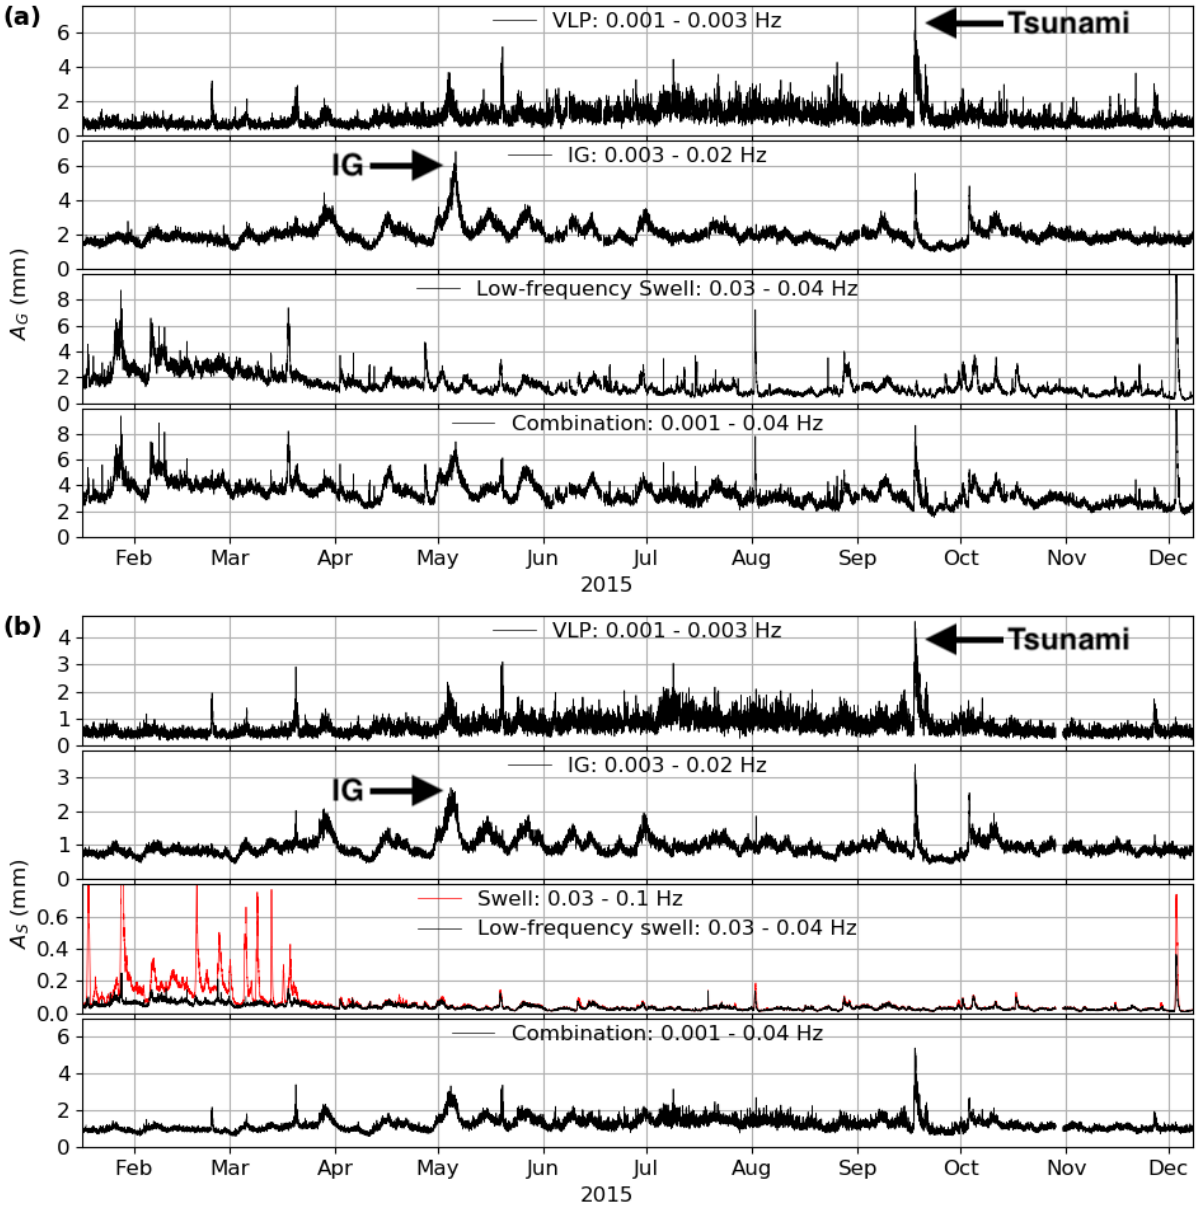 (a)
VLP: 0.001 - 0.003 Hz
Tsunami
6
4
2
0
IG: 0.003 - 0.02 Hz
IG
6
4
2
0
Low-frequency Swell: 0.03 - 0.04 Hz
8
6
4
2
0
Combination: 0.001 - 0.04 Hz
8
6
4
2
0
A_G (mm)
Feb Mar Apr May Jun Jul Aug Sep Oct Nov Dec
2015
(b)
VLP: 0.001 - 0.003 Hz
Tsunami
4
3
2
1
0
IG: 0.003 - 0.02 Hz
IG
3
2
1
0
Swell: 0.03 - 0.1 Hz
Low-frequency swell: 0.03 - 0.04 Hz
0.6
0.4
0.2
0.0
Combination: 0.001 - 0.04 Hz
6
4
2
0
A_S (mm)
Feb Mar Apr May Jun Jul Aug Sep Oct Nov Dec
2015